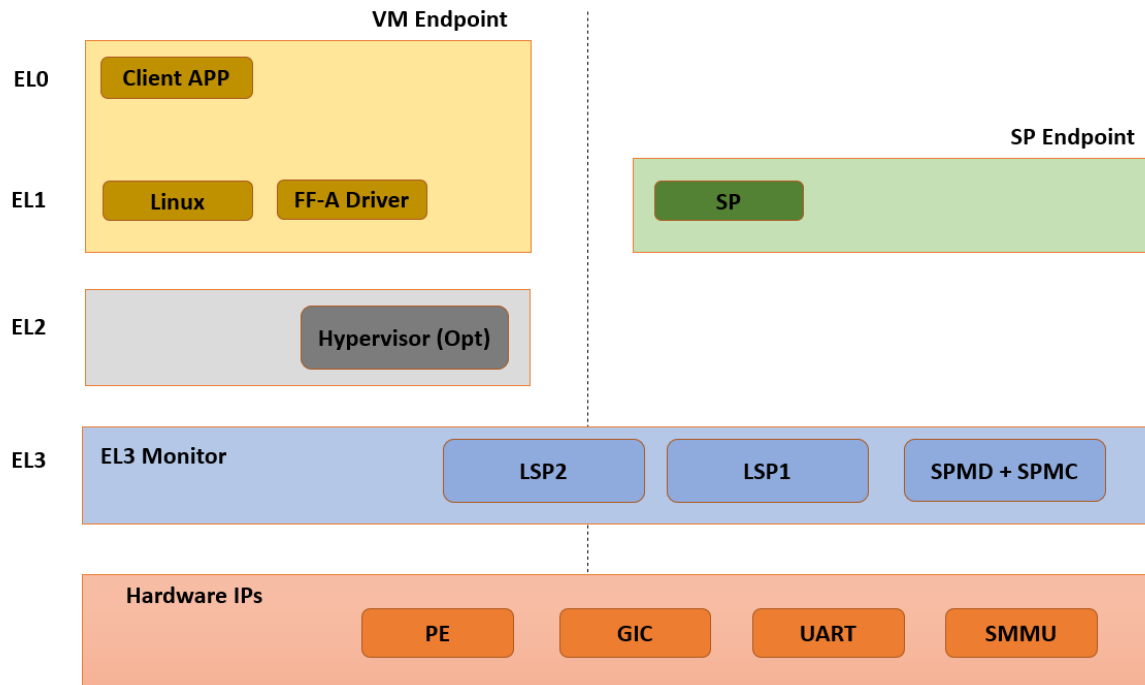 VM Endpoint
EL0
Client APP
SP Endpoint
EL1
Linux
FF-A Driver
SP
EL2
Hypervisor (Opt)
EL3
EL3 Monitor
LSP2
LSP1
SPMD + SPMC
Hardware IPs
PE
GIC
UART
SMMU